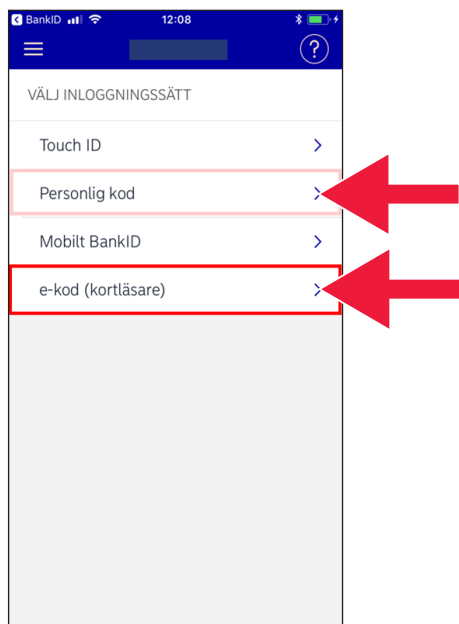 BankID 12:08
?
VÄLJ INLOGGNINGSSÄTT
Touch ID
Personlig kod
Mobilt BankID
e-kod (kortläsare)